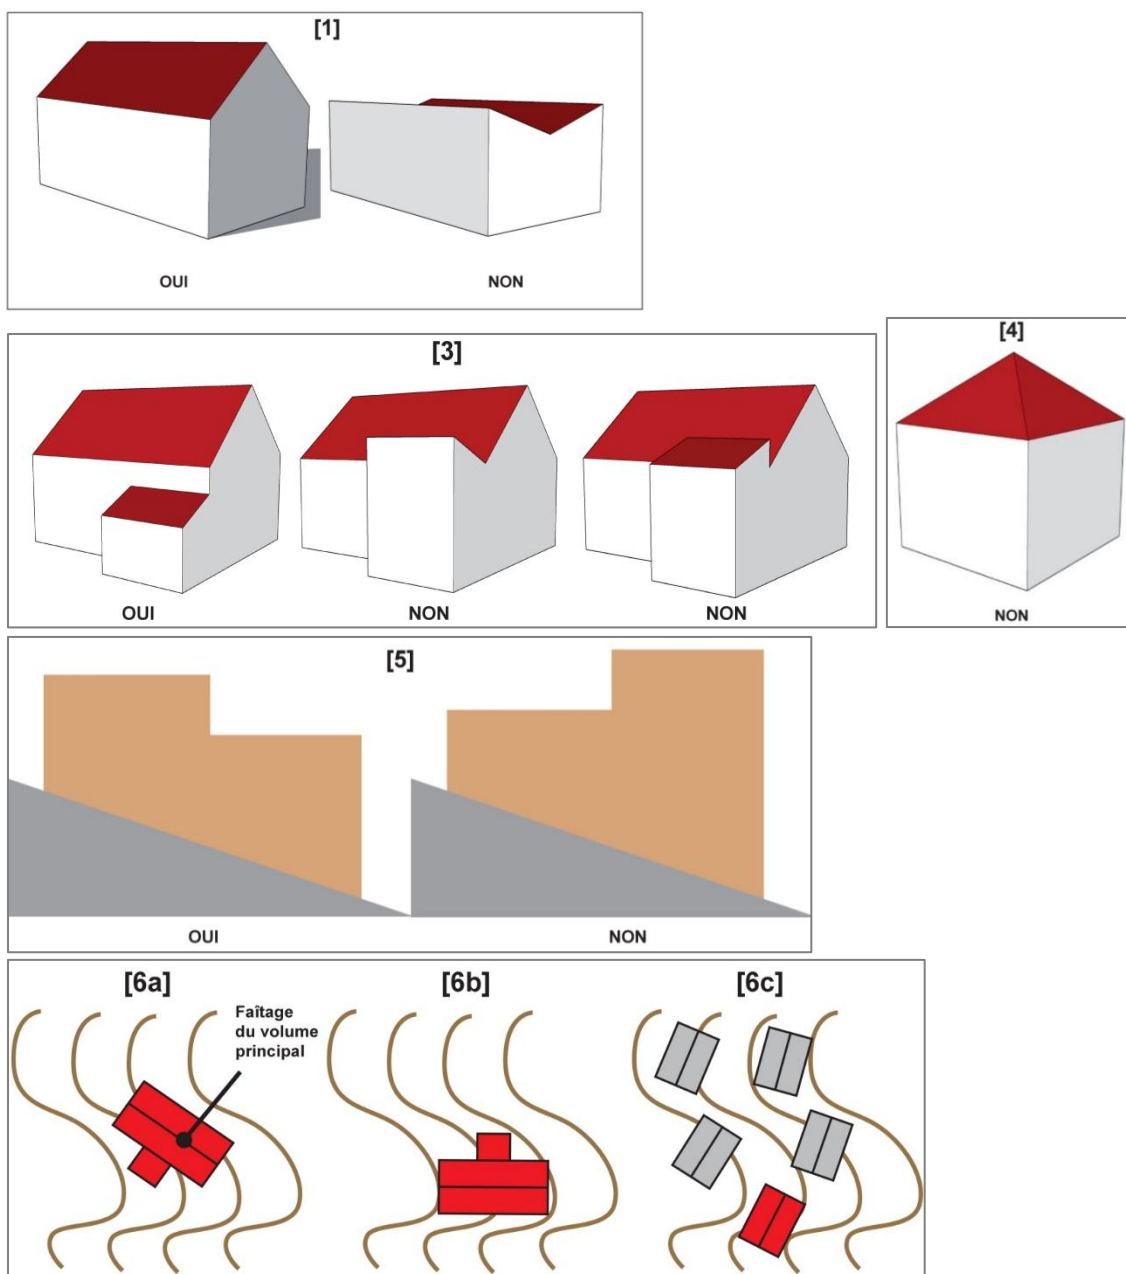 [1]
OUI
NON
[3]
OUI
NON
NON
[4]
NON
[5]
OUI
NON
[6a]
Faîtage
du volume
principal
[6b]
[6c]